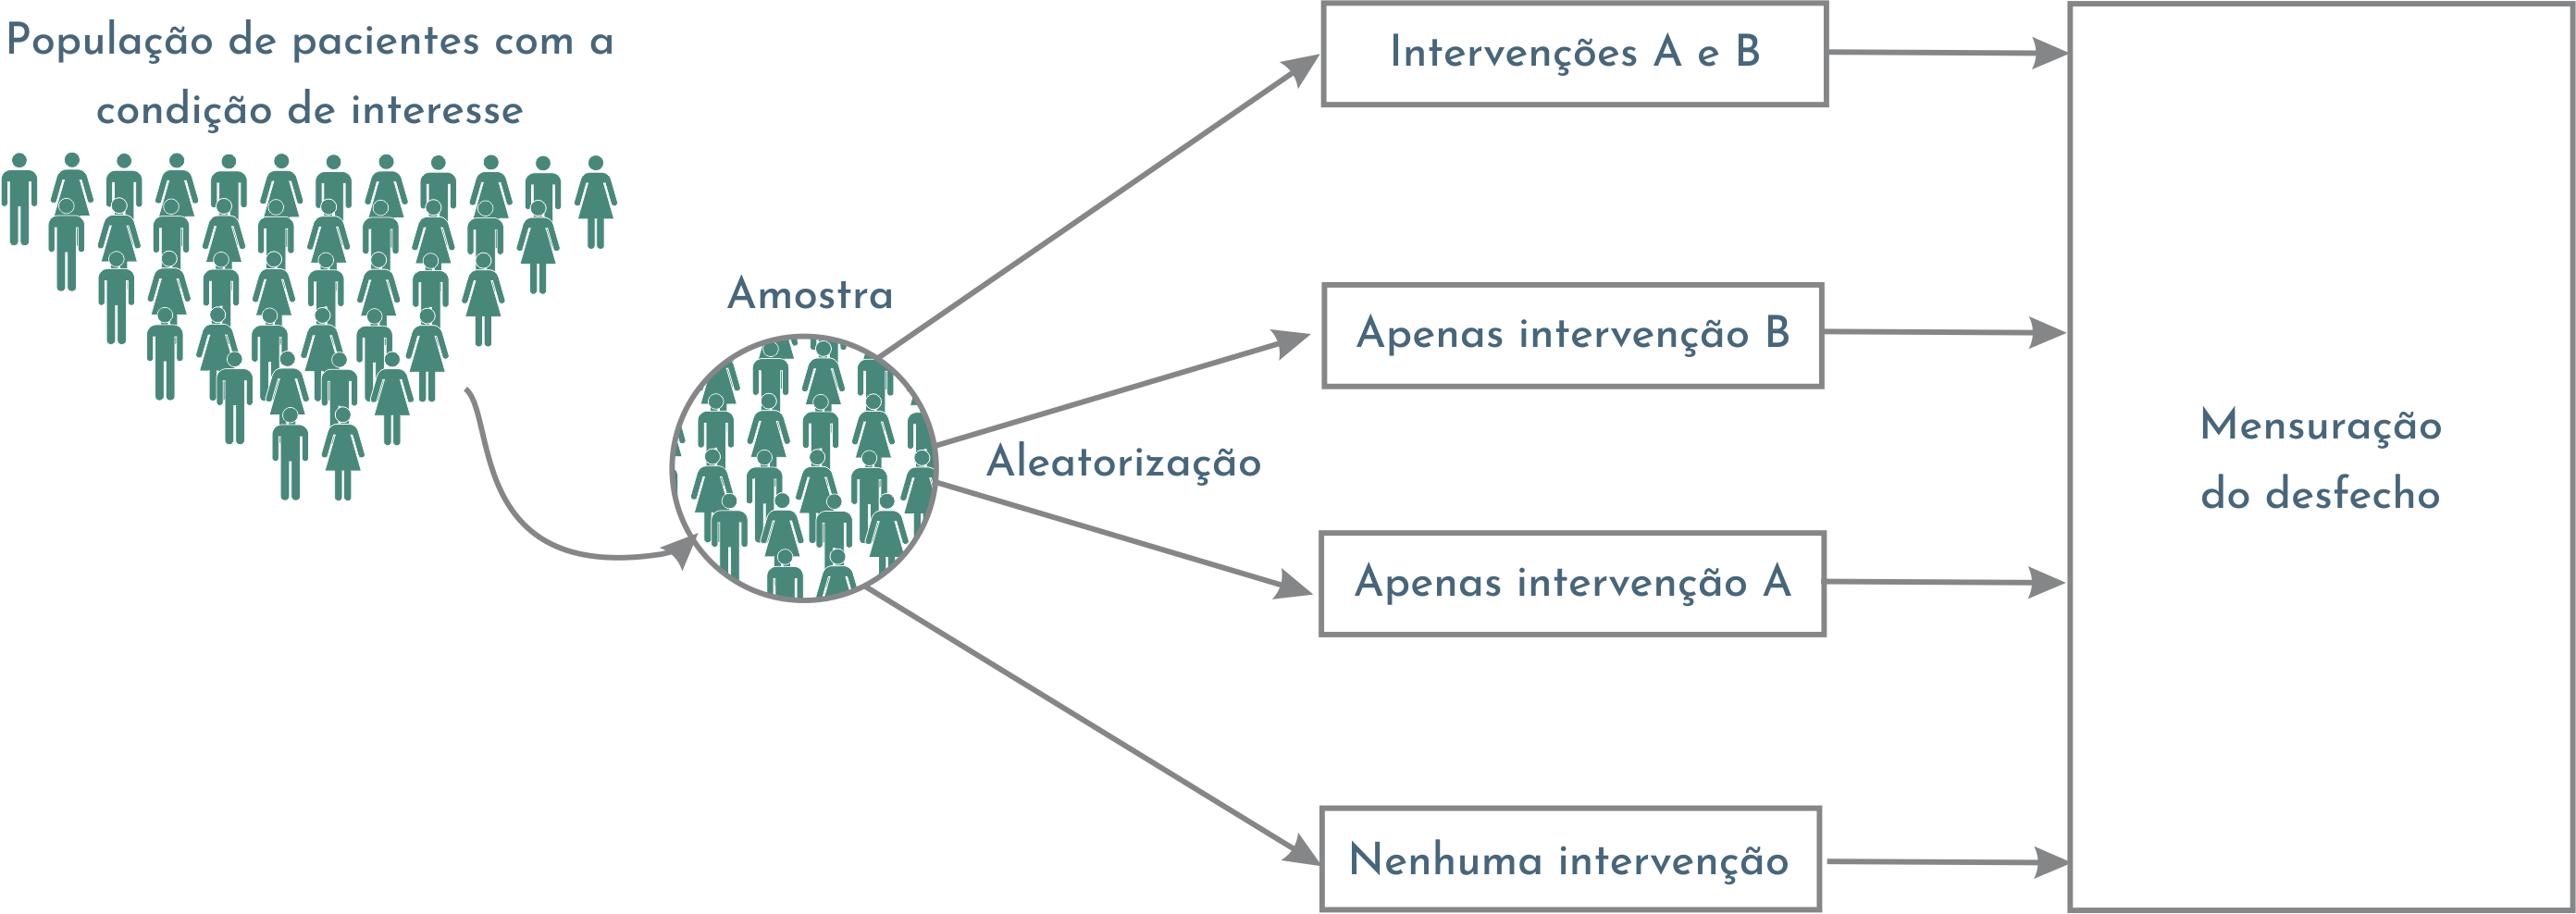 População de pacientes com a
condição de interesse
Amostra
Aleatorização
Intervenções A e B
Apenas intervenção B
Apenas intervenção A
Nenhuma intervenção
Mensuração
do desfecho